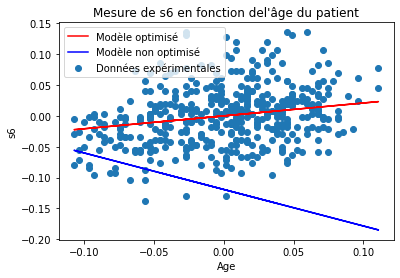 Mesure de s6 en fonction del'âge du patient
Modèle optimisé
Modèle non optimisé
Données expérimentales
0.15
0.10
0.05
0.00
−0.05
−0.10
−0.15
−0.20
s6
−0.10 −0.05 0.00 0.05 0.10
Age